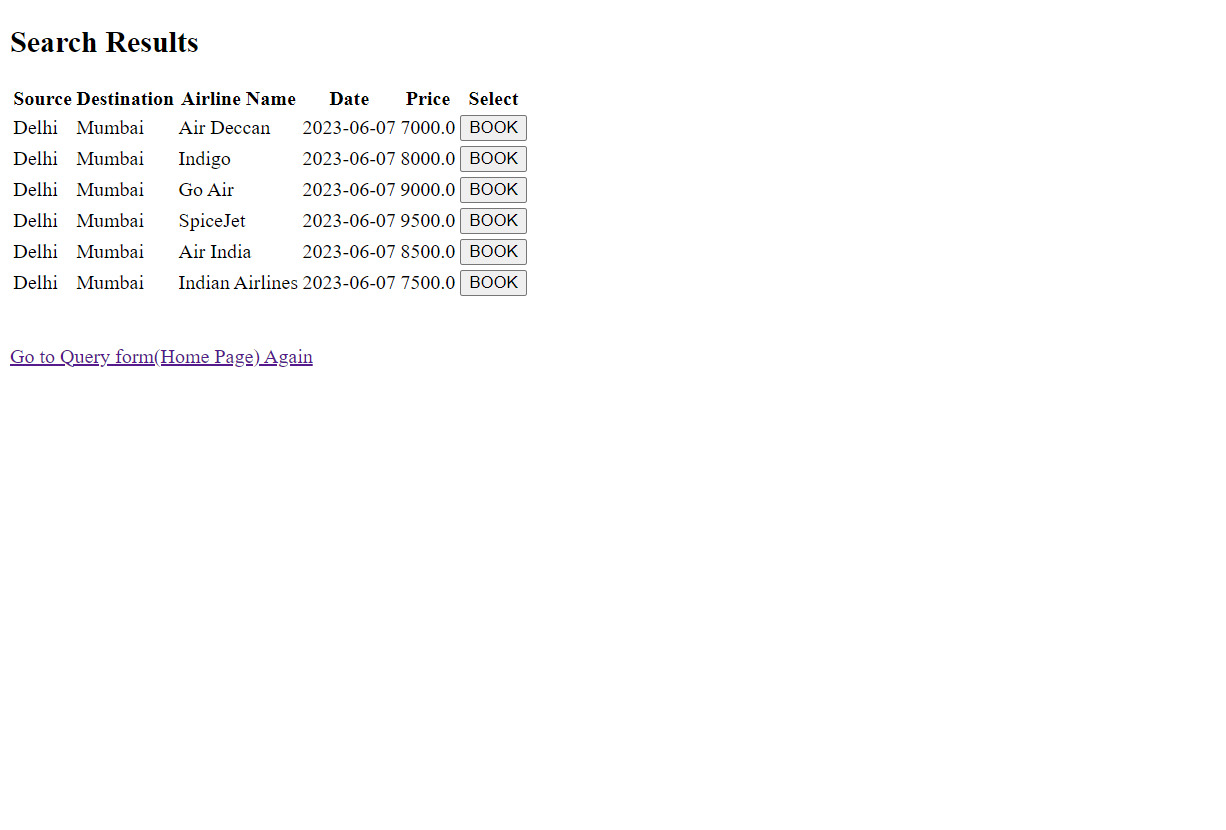 Search Results
Source Destination Airline Name Date Price Select
Delhi Mumbai Air Deccan 2023-06-07 7000.0 BOOK
Delhi Mumbai Indigo 2023-06-07 8000.0 BOOK
Delhi Mumbai Go Air 2023-06-07 9000.0 BOOK
Delhi Mumbai SpiceJet 2023-06-07 9500.0 BOOK
Delhi Mumbai Air India 2023-06-07 8500.0 BOOK
Delhi Mumbai Indian Airlines 2023-06-07 7500.0 BOOK
Go to Query form(Home Page) Again